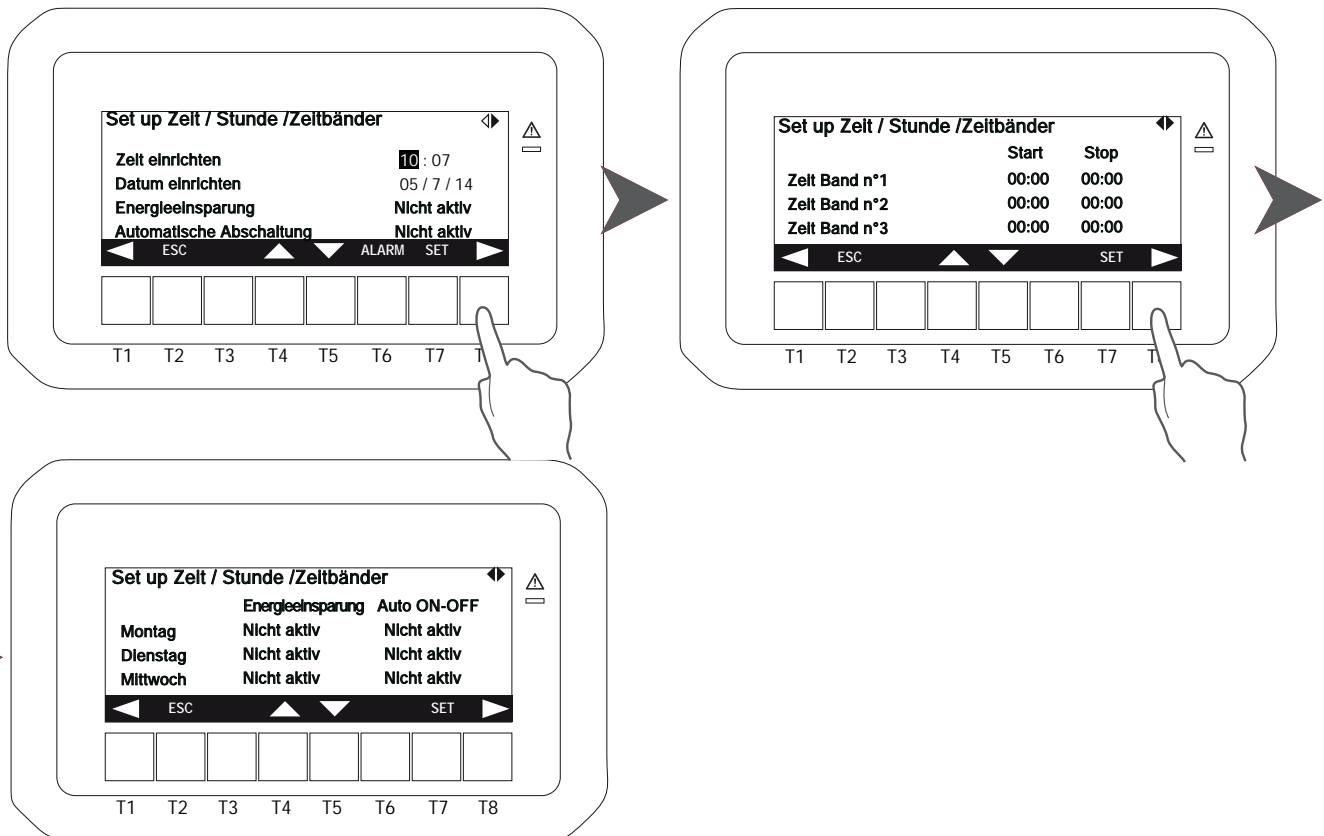 Set up Zeit / Stunde /Zeitbänder
Zeit einrichten 10 : 07
Datum einrichten 05 / 7 / 14
Energieeinsparung Nicht aktiv
Automatische Abschaltung Nicht aktiv
ESC ALARM SET
T1 T2 T3 T4 T5 T6 T7 T
Set up Zeit / Stunde /Zeitbänder
Start Stop
Zeit Band n°1 00:00 00:00
Zeit Band n°2 00:00 00:00
Zeit Band n°3 00:00 00:00
ESC SET
T1 T2 T3 T4 T5 T6 T7 T8
Set up Zeit / Stunde /Zeitbänder
Energieeinsparung Auto ON-OFF
Montag Nicht aktiv Nicht aktiv
Dienstag Nicht aktiv Nicht aktiv
Mittwoch Nicht aktiv Nicht aktiv
ESC SET
T1 T2 T3 T4 T5 T6 T7 T8